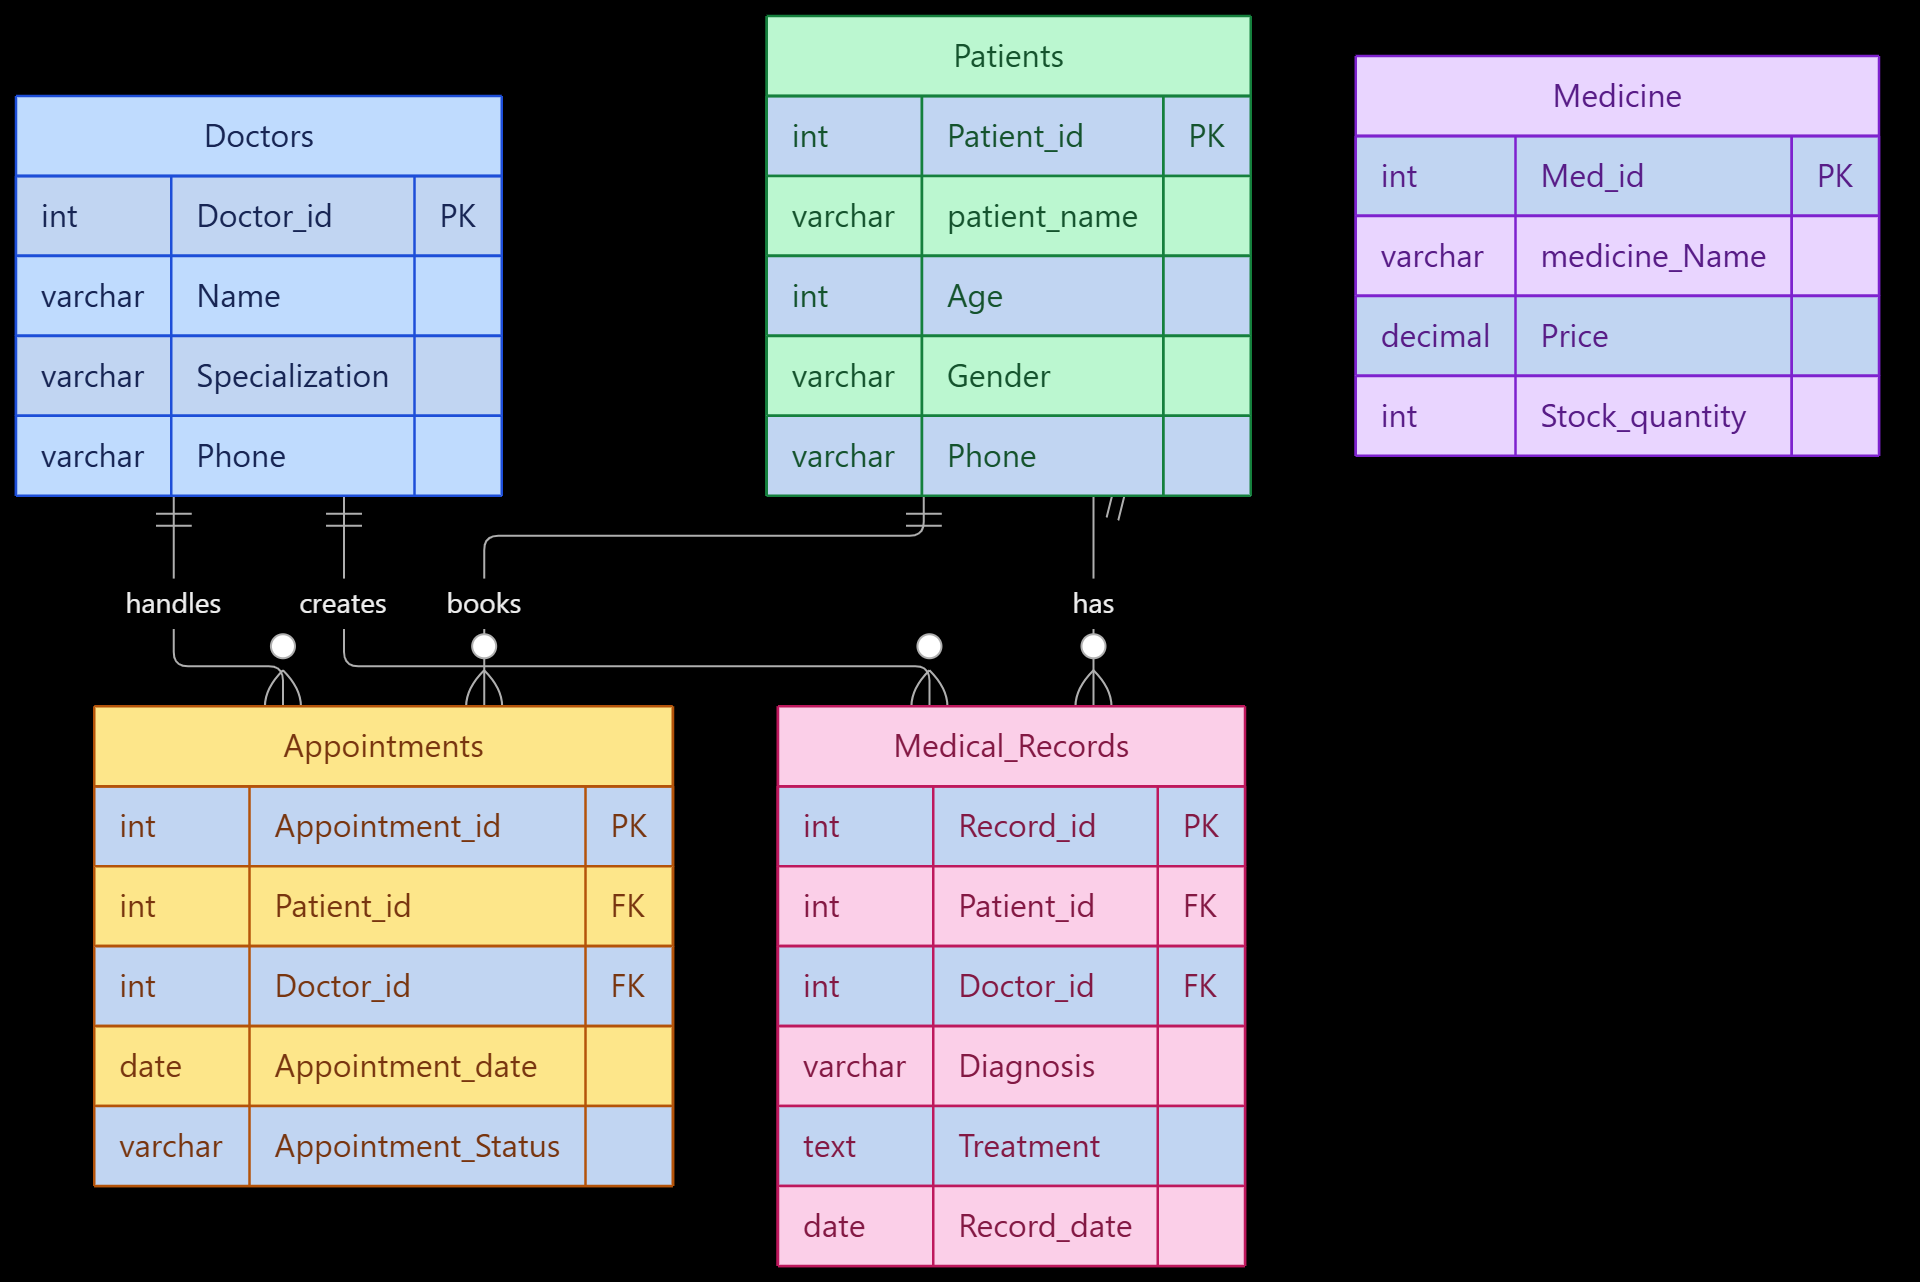 Doctors
int Doctor_id PK
varchar Name
varchar Specialization
varchar Phone
Patients
int Patient_id PK
varchar patient_name
int Age
varchar Gender
varchar Phone
Medicine
int Med_id PK
varchar medicine_Name
decimal Price
int Stock_quantity
handles creates books has
Appointments
int Appointment_id PK
int Patient_id FK
int Doctor_id FK
date Appointment_date
varchar Appointment_Status
Medical_Records
int Record_id PK
int Patient_id FK
int Doctor_id FK
varchar Diagnosis
text Treatment
date Record_date